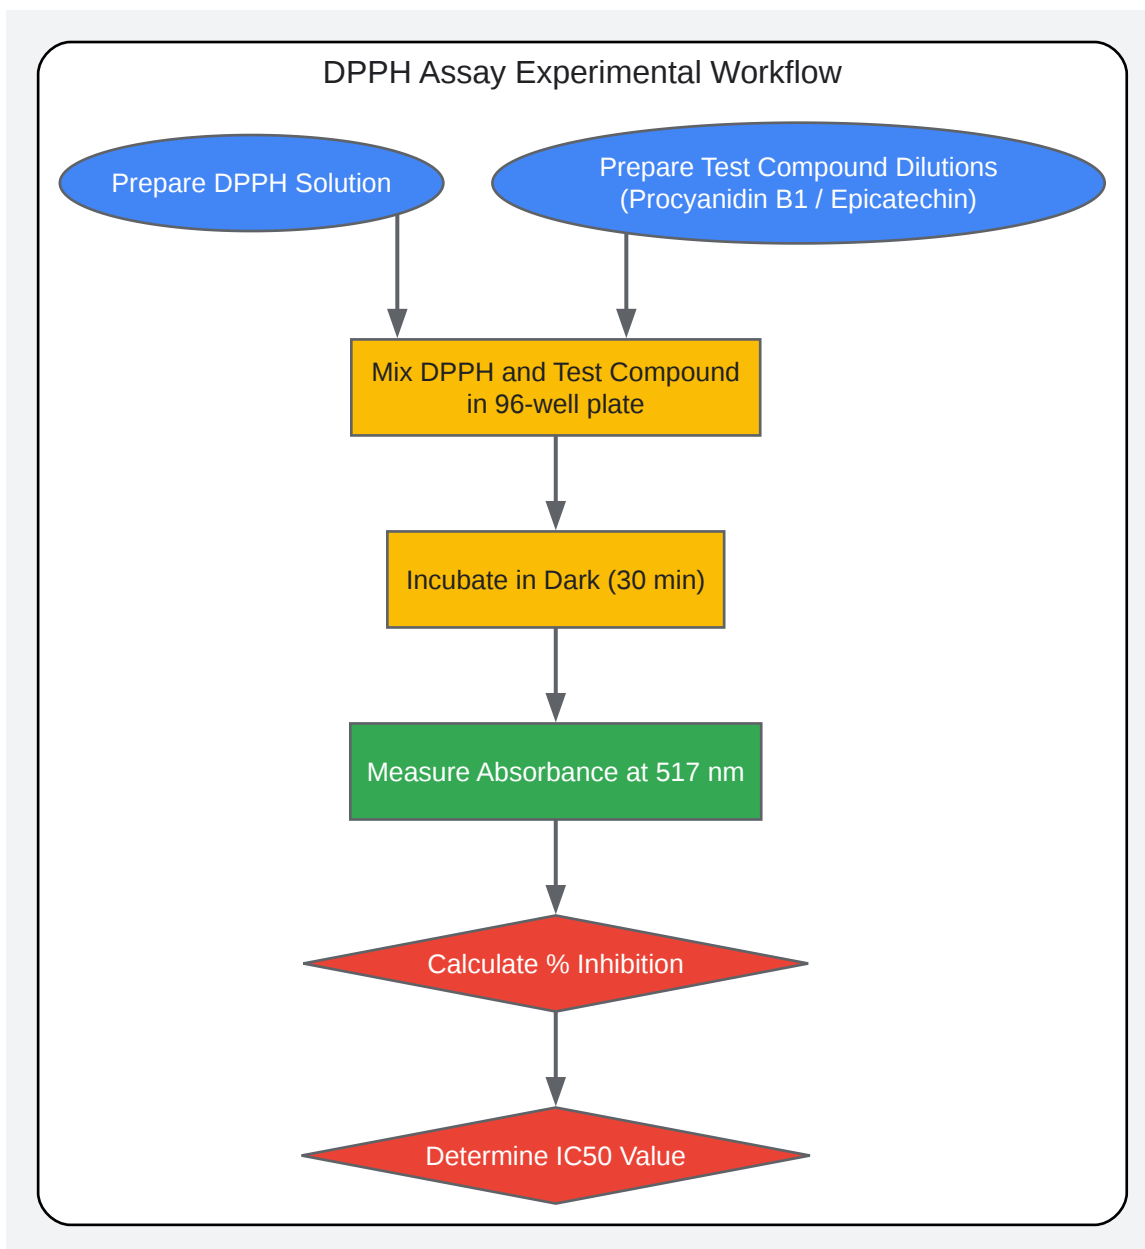 DPPH Assay Experimental Workflow
Prepare DPPH Solution
Prepare Test Compound Dilutions
(Procyanidin B1 / Epicatechin)
Mix DPPH and Test Compound
in 96-well plate
Incubate in Dark (30 min)
Measure Absorbance at 517 nm
Calculate % Inhibition
Determine IC50 Value